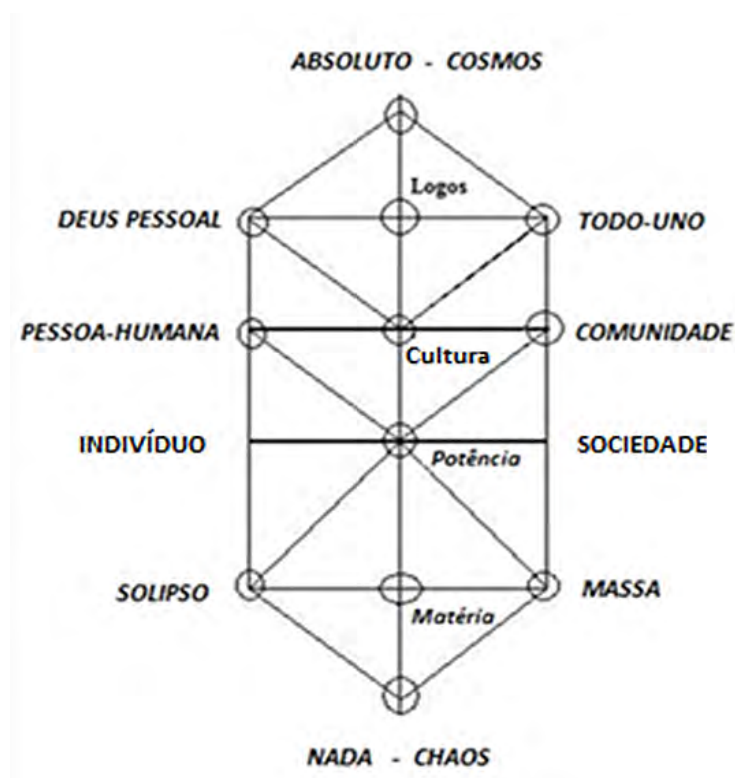 ABSOLUTO - COSMOS
Logos
DEUS PESSOAL TODO-UNO
PESSOA-HUMANA COMUNIDADE
Cultura
INDIVÍDUO SOCIEDADE
Potência
SOLIPSO MASSA
Matéria
NADA - CHAOS